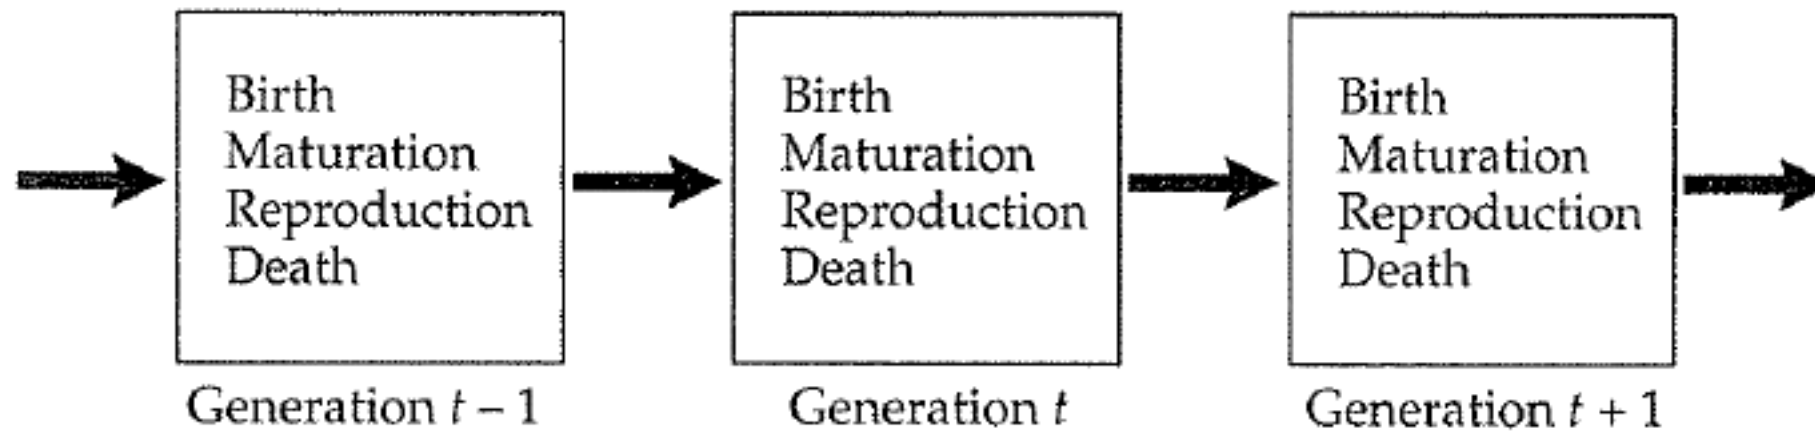 Birth
Maturation
Reproduction
Death
Generation t – 1
Birth
Maturation
Reproduction
Death
Generation t
Birth
Maturation
Reproduction
Death
Generation t + 1